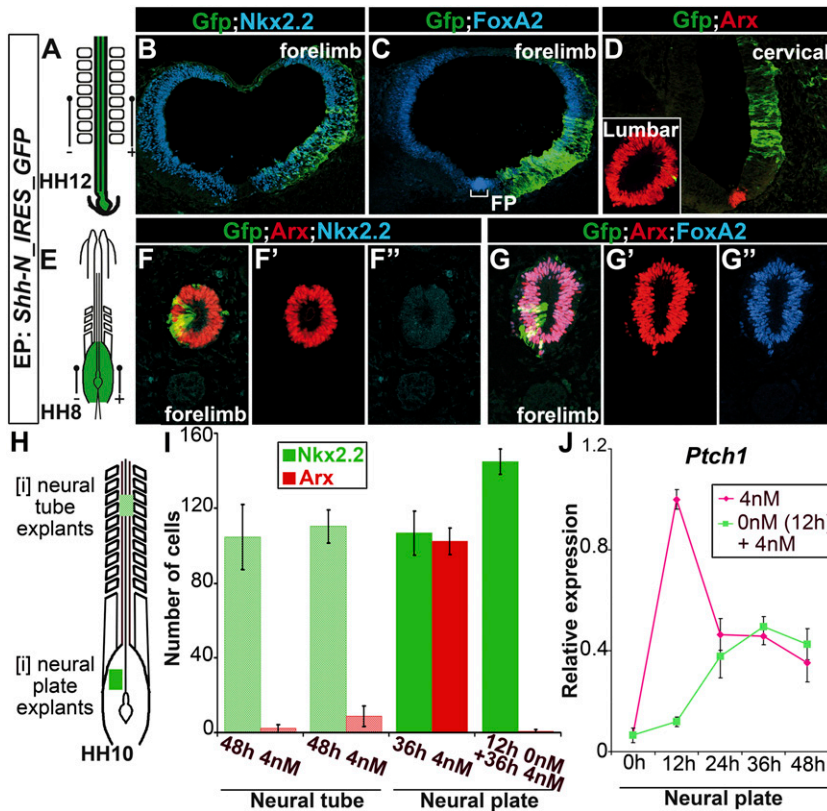 EP: Shh-N_IRES_GFP
A
HH12
-
+
Gfp;Nkx2.2
B
forelimb
Gfp;FoxA2
C
forelimb
FP
Gfp;Arx
D
cervical
Lumbar
E
HH8
-
+
Gfp;Arx;Nkx2.2
F
F'
F''
forelimb
Gfp;Arx;FoxA2
G
G'
G''
forelimb
H
[i] neural
tube
explants
[i] neural
plate
explants
HH10
I
Nkx2.2
Arx
Number of cells
160
120
80
40
0
48h 4nM
48h 4nM
36h 4nM
12h 0nM
+36h 4nM
Neural tube
Neural plate
J
Ptch1
4nM
0nM (12h)
+ 4nM
Relative expression
1.2
0.8
0.4
0
0h
12h
24h
36h
48h
Neural plate